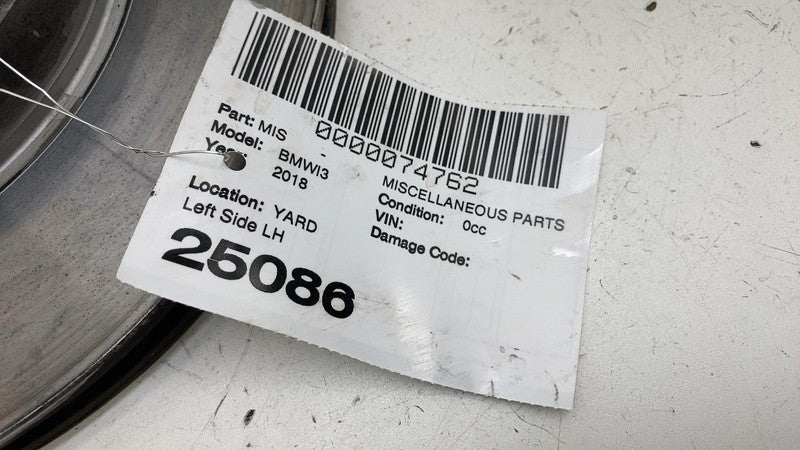 0000074762
Part: MIS - MISCELLANEOUS PARTS
Model: BMWI3 Condition: 0cc
2018 VIN:
Location: YARD Damage Code:
Left Side LH
25086